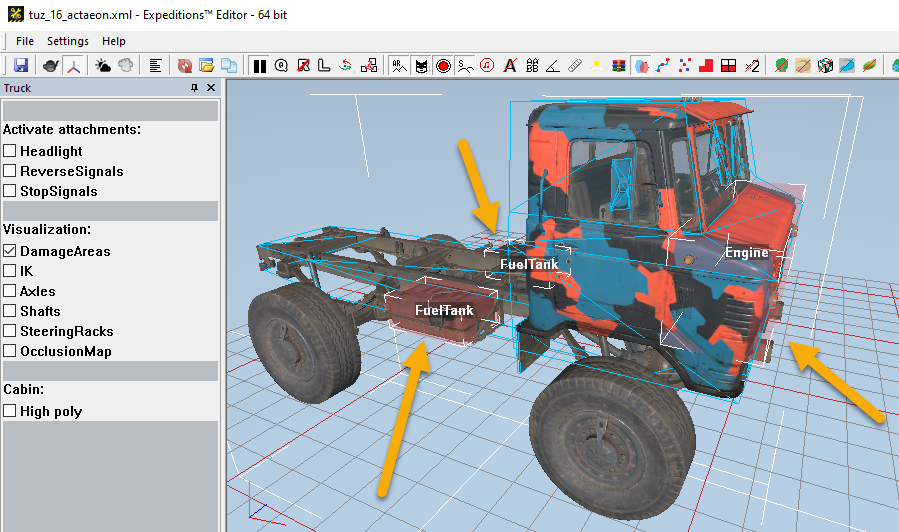 tuz_16_actaeon.xml - Expeditions™ Editor - 64 bit
File Settings Help
Truck
Activate attachments:
Headlight
ReverseSignals
StopSignals
Visualization:
DamageAreas
IK
Axles
Shafts
SteeringRacks
OcclusionMap
Cabin:
High poly
Engine
FuelTank
FuelTank